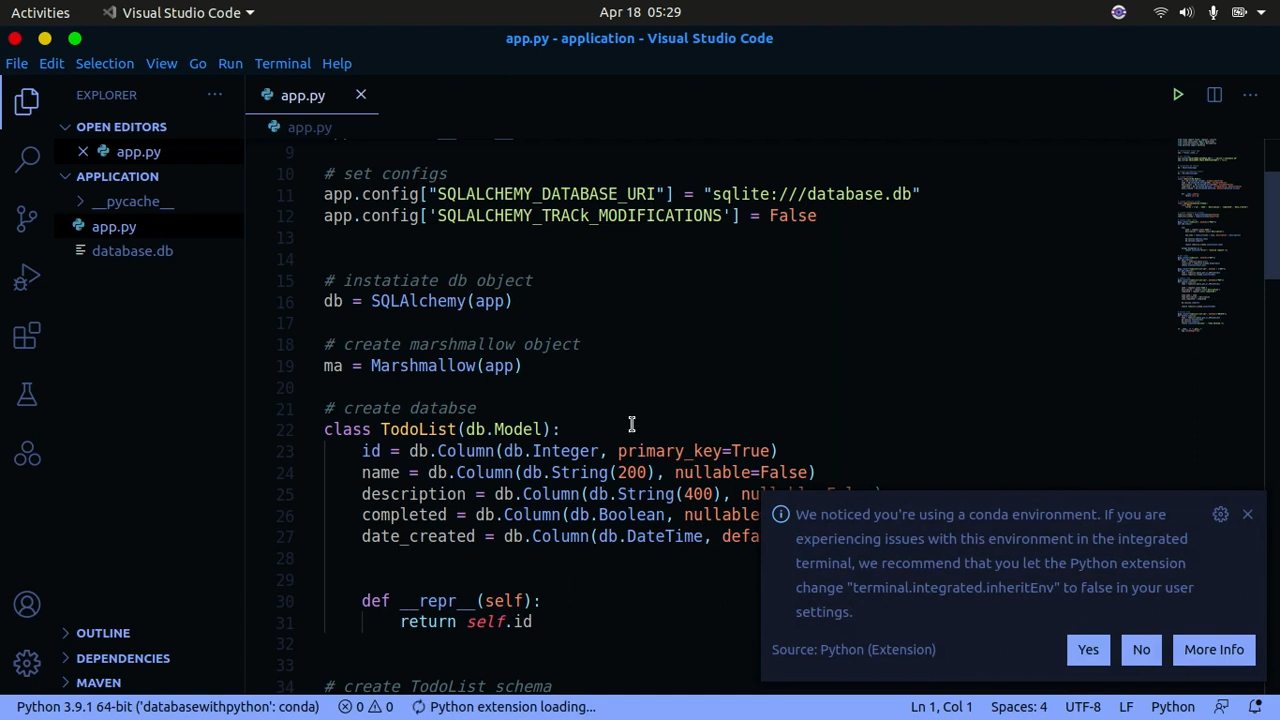 Activities
Visual Studio Code
Apr 18 05:29
app.py - application - Visual Studio Code
File Edit Selection View Go Run Terminal Help
EXPLORER
OPEN EDITORS
app.py
APPLICATION
__pycache__
app.py
database.db
OUTLINE
DEPENDENCIES
MAVEN
app.py
app.py
9
10 # set configs
11 app.config["SQLALCHEMY_DATABASE_URI"] = "sqlite:///database.db"
12 app.config['SQLALCHEMY_TRACk_MODIFICATIONS'] = False
13
14
15 # instatiate db object
16 db = SQLAlchemy(app)
17
18 # create marshmallow object
19 ma = Marshmallow(app)
20
21 # create databse
22 class TodoList(db.Model):
23 id = db.Column(db.Integer, primary_key=True)
24 name = db.Column(db.String(200), nullable=False)
25 description = db.Column(db.String(400),
26 completed = db.Column(db.Boolean, nullable
27 date_created = db.Column(db.DateTime, defa
28
29
30 def __repr__(self):
31 return self.id
32
33
34 # create TodoList schema
We noticed you're using a conda environment. If you are
experiencing issues with this environment in the integrated
terminal, we recommend that you let the Python extension
change "terminal.integrated.inheritEnv" to false in your user
settings.
Source: Python (Extension)
Yes No More Info
Python 3.9.1 64-bit ('databasewithpython': conda) 0 0 Python extension loading... Ln 1, Col 1 Spaces: 4 UTF-8 LF Python